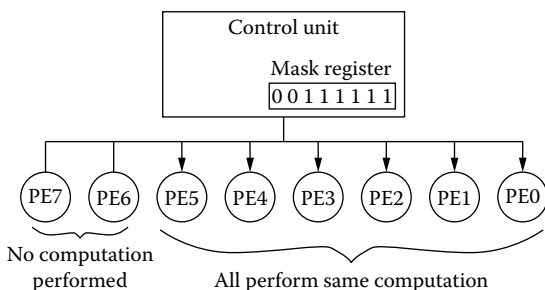 Control unit
Mask register
0 0 1 1 1 1 1 1
PE7 PE6 PE5 PE4 PE3 PE2 PE1 PE0
No computation
performed
All perform same computation